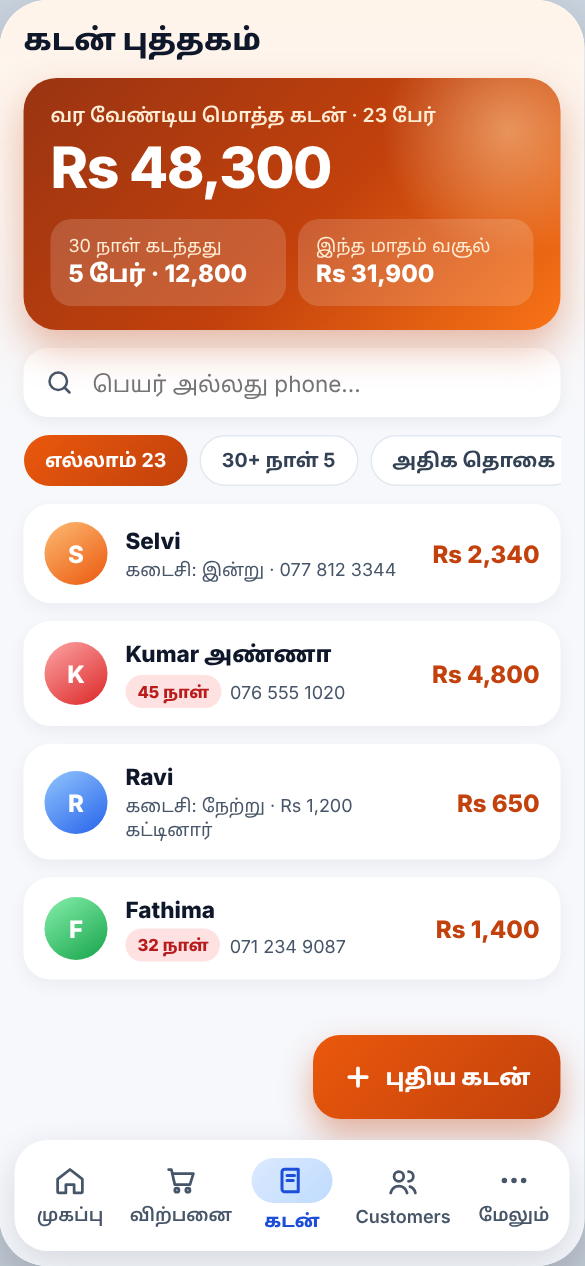 கடன் புத்தகம்
வர வேண்டிய மொத்த கடன் · 23 பேர்
Rs 48,300
30 நாள் கடந்தது
5 பேர் · 12,800
இந்த மாதம் வசூல்
Rs 31,900
பெயர் அல்லது phone...
எல்லாம் 23
30+ நாள் 5
அதிக தொகை
S
Selvi
கடைசி: இன்று · 077 812 3344
Rs 2,340
K
Kumar அண்ணா
45 நாள்
076 555 1020
Rs 4,800
R
Ravi
கடைசி: நேற்று · Rs 1,200
கட்டினார்
Rs 650
F
Fathima
32 நாள்
071 234 9087
Rs 1,400
+ புதிய கடன்
முகப்பு
விற்பனை
கடன்
Customers
மேலும்